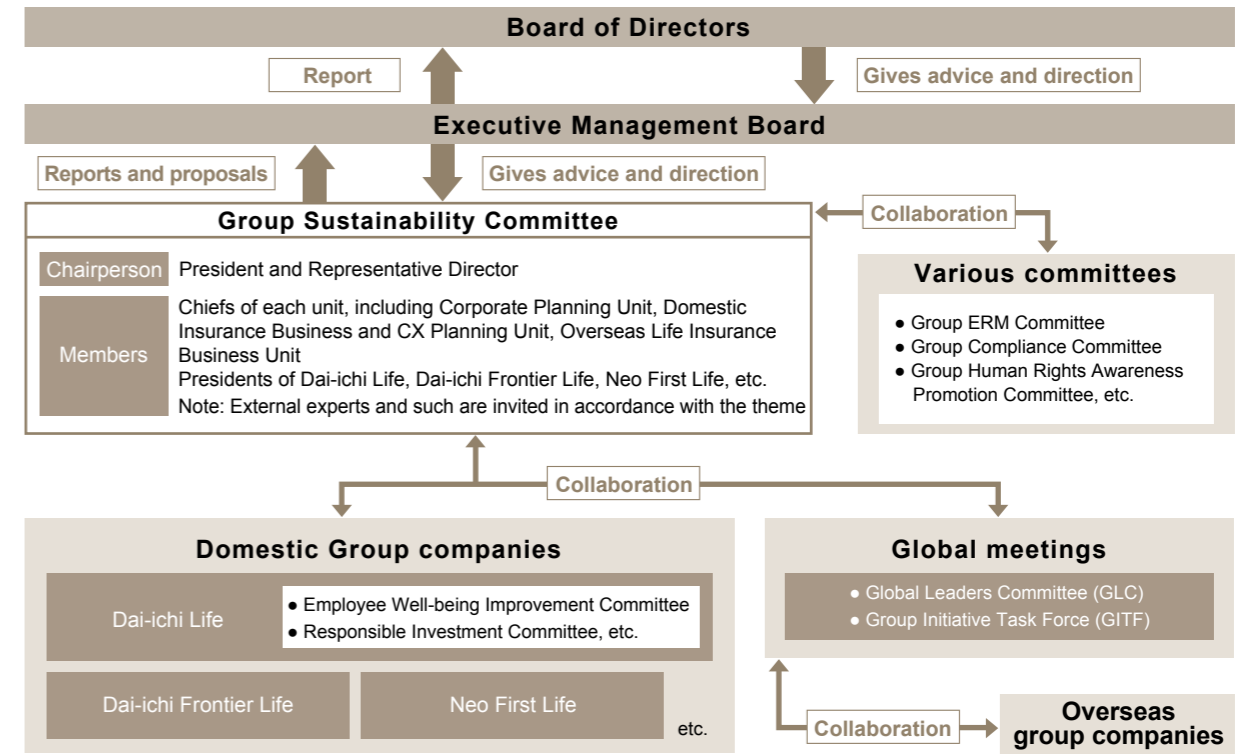 Board of Directors
Report
Gives advice and direction
Executive Management Board
Reports and proposals
Gives advice and direction
Group Sustainability Committee
Chairperson
President and Representative Director
Members
Chiefs of each unit, including Corporate Planning Unit, Domestic
Insurance Business and CX Planning Unit, Overseas Life Insurance
Business Unit
Presidents of Dai-ichi Life, Dai-ichi Frontier Life, Neo First Life, etc.
Note: External experts and such are invited in accordance with the theme
Collaboration
Various committees
● Group ERM Committee
● Group Compliance Committee
● Group Human Rights Awareness
Promotion Committee, etc.
Collaboration
Domestic Group companies
Dai-ichi Life
● Employee Well-being Improvement Committee
● Responsible Investment Committee, etc.
Dai-ichi Frontier Life
Neo First Life
etc.
Global meetings
● Global Leaders Committee (GLC)
● Group Initiative Task Force (GITF)
Collaboration
Overseas
group companies